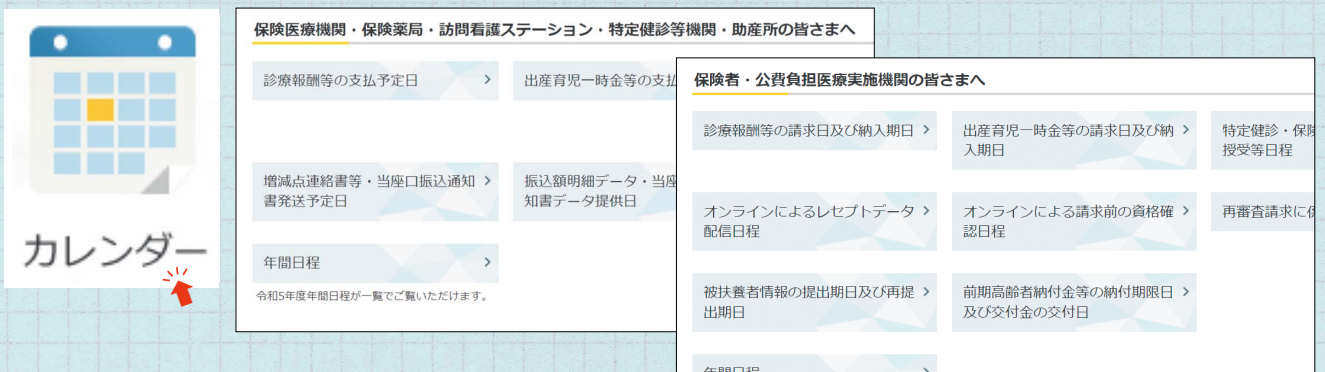 カレンダー
保険医療機関・保険薬局・訪問看護ステーション・特定健診等機関・助産所の皆さまへ
診療報酬等の支払予定日
出産育児一時金等の支払
増減点連絡書等・当座口振込通知
書発送予定日
振込額明細データ・当座
知書データ提供日
年間日程
令和5年度年間日程が一覧でご覧いただけます。
保険者・公費負担医療実施機関の皆さまへ
診療報酬等の請求日及び納入期日
出産育児一時金等の請求日及び納
入期日
特定健診・保険
授受等日程
オンラインによるレセプトデータ
配信日程
オンラインによる請求前の資格確
認日程
再審査請求に
被扶養者情報の提出期日及び再提
出期日
前期高齢者納付金等の納付期限日
及び交付金の交付日
年間日程